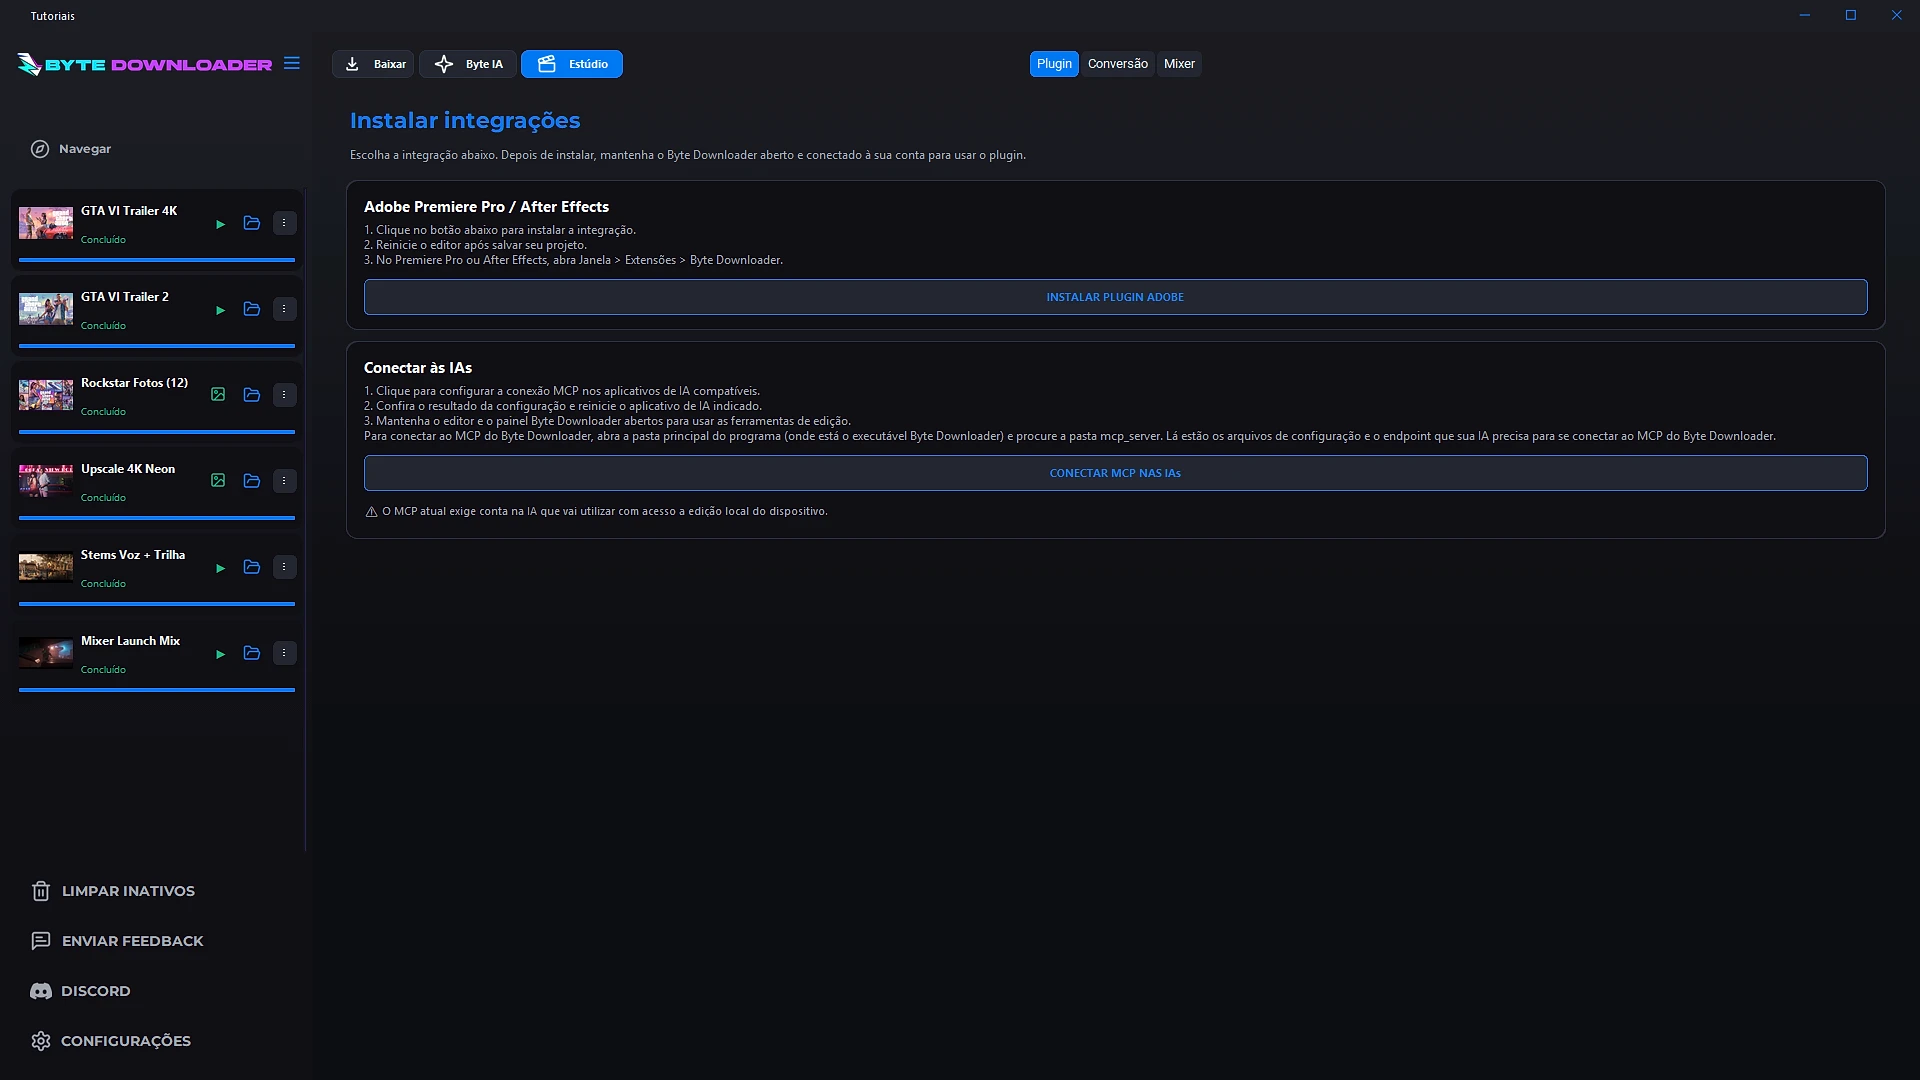 Tutoriais
BYTE DOWNLOADER
Baixar
Byte IA
Estúdio
Plugin
Conversão
Mixer
Navegar
GTA VI Trailer 4K
Concluído
GTA VI Trailer 2
Concluído
Rockstar Fotos (12)
Concluído
Upscale 4K Neon
Concluído
Stems Voz + Trilha
Concluído
Mixer Launch Mix
Concluído
LIMPAR INATIVOS
ENVIAR FEEDBACK
DISCORD
CONFIGURAÇÕES
Instalar integrações
Escolha a integração abaixo. Depois de instalar, mantenha o Byte Downloader aberto e conectado à sua conta para usar o plugin.
Adobe Premiere Pro / After Effects
1. Clique no botão abaixo para instalar a integração.
2. Reinicie o editor após salvar seu projeto.
3. No Premiere Pro ou After Effects, abra Janela > Extensões > Byte Downloader.
INSTALAR PLUGIN ADOBE
Conectar às IAs
1. Clique para configurar a conexão MCP nos aplicativos de IA compatíveis.
2. Confira o resultado da configuração e reinicie o aplicativo de IA indicado.
3. Mantenha o editor e o painel Byte Downloader abertos para usar as ferramentas de edição.
Para conectar ao MCP do Byte Downloader, abra a pasta principal do programa (onde está o executável Byte Downloader) e procure a pasta mcp_server. Lá estão os arquivos de configuração e o endpoint que sua IA precisa para se conectar ao MCP do Byte Downloader.
CONECTAR MCP NAS IAs
⚠ O MCP atual exige conta na IA que vai utilizar com acesso a edição local do dispositivo.